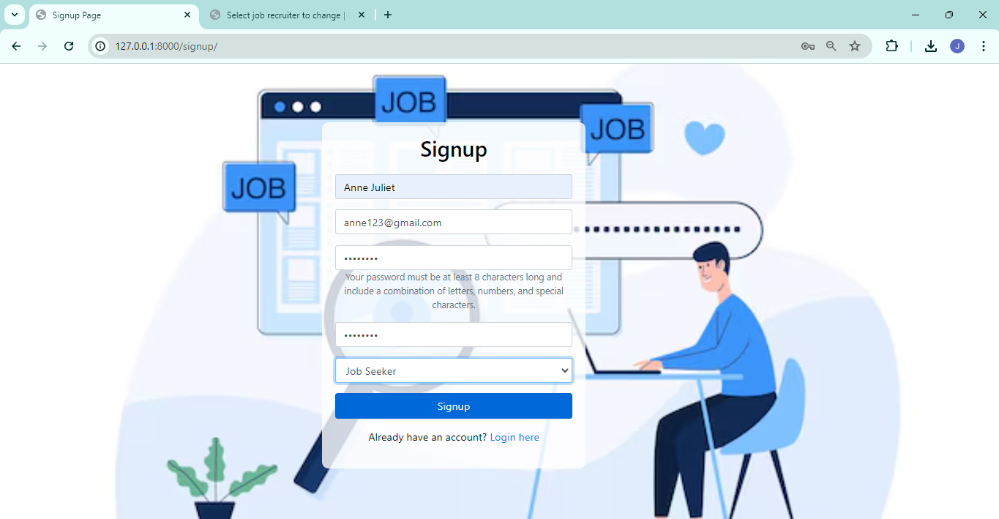 Signup Page
Select job recruiter to change |
127.0.0.1:8000/signup/
J
JOB
JOB
JOB
Signup
Anne Juliet
anne123@gmail.com
••••••••
Your password must be at least 8 characters long and
include a combination of letters, numbers, and special
characters.
••••••••
Job Seeker
Signup
Already have an account? Login here